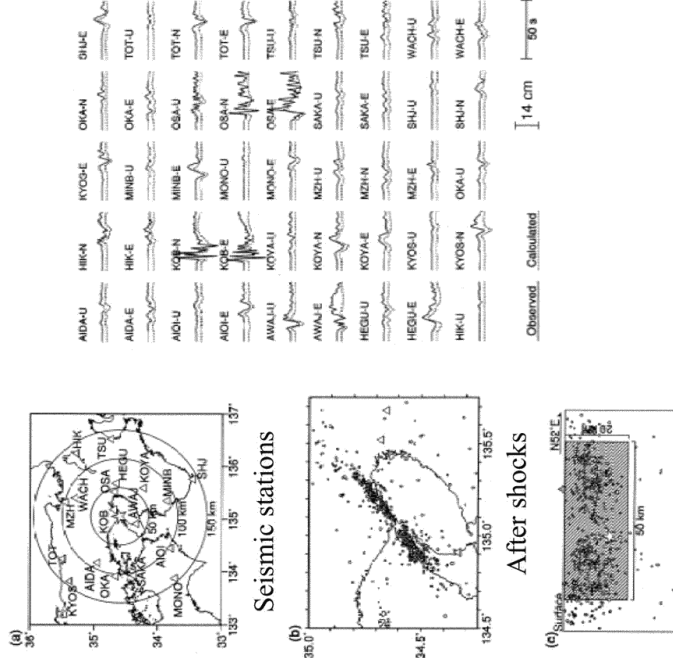 (a)
36°
35°
34°
33°
133°
134°
135°
136°
137°
TOT
KYOS
MZH
WACH
HIK
AIDA
OKA
KOB
OSA
TSU
HEGU
AWAJ
KOYA
50 km
AIOI
MINB
100 km
MONO
SHJ
150 km
Seismic stations
(b)
35.0°
34.5°
134.5°
135.0°
135.5°
After shocks
(c)
Surface
N52°E
50 km
AIDA-U HIK-N KYOG-E OKA-N SHJ-E
AIDA-E HIK-E MINB-U OKA-E TOT-U
AIOI-U KOB-N MINB-E OSA-U TOT-N
AIOI-E KOB-E MONO-U OSA-N TOT-E
AWAJ-U KOYA-U MONO-E OSA-E TSU-U
AWAJ-E KOYA-N MZH-U SAKA-U TSU-N
HEGU-U KOYA-E MZH-N SAKA-E TSU-E
HEGU-E KYOS-U MZH-E SHJ-U WACH-U
HIK-U KYOS-N OKA-U SHJ-N WACH-E
Observed Calculated 14 cm 50 s